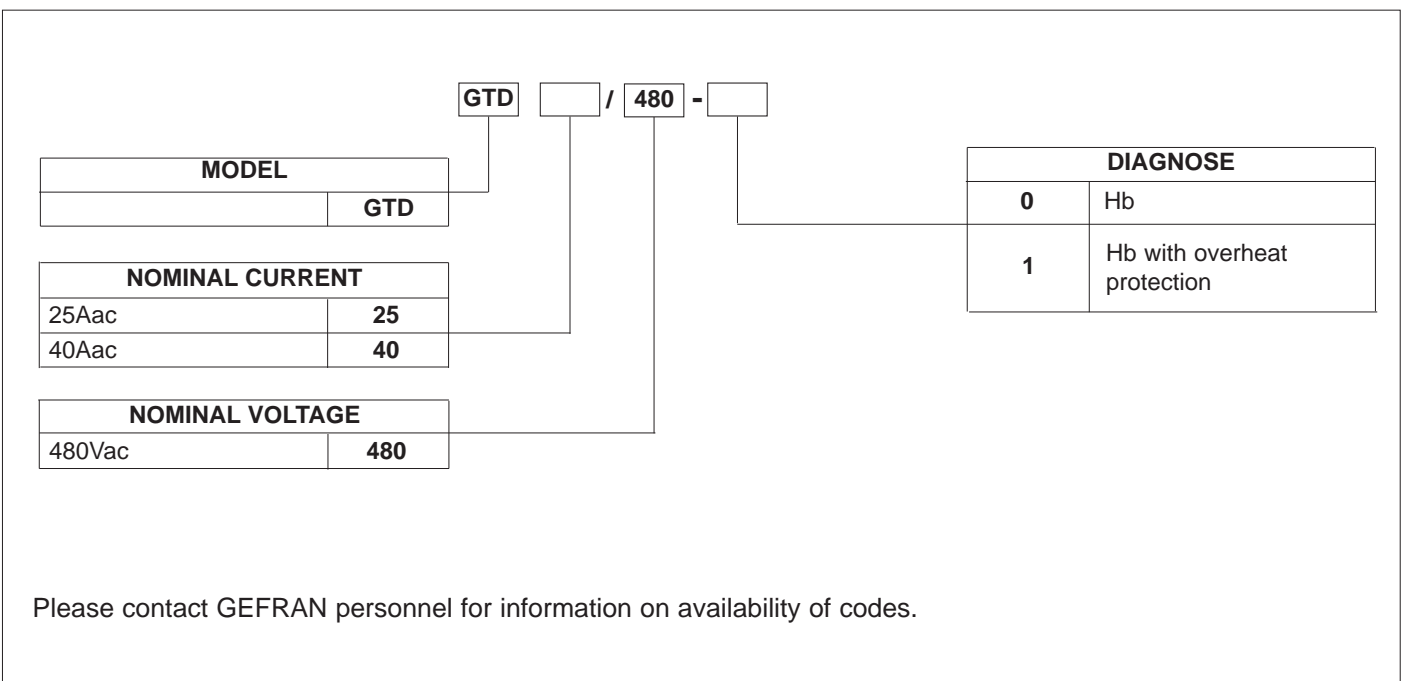 GTD / 480 -
MODEL
GTD
NOMINAL CURRENT
25Aac 25
40Aac 40
NOMINAL VOLTAGE
480Vac 480
DIAGNOSE
0 Hb
1 Hb with overheat
protection
Please contact GEFRAN personnel for information on availability of codes.